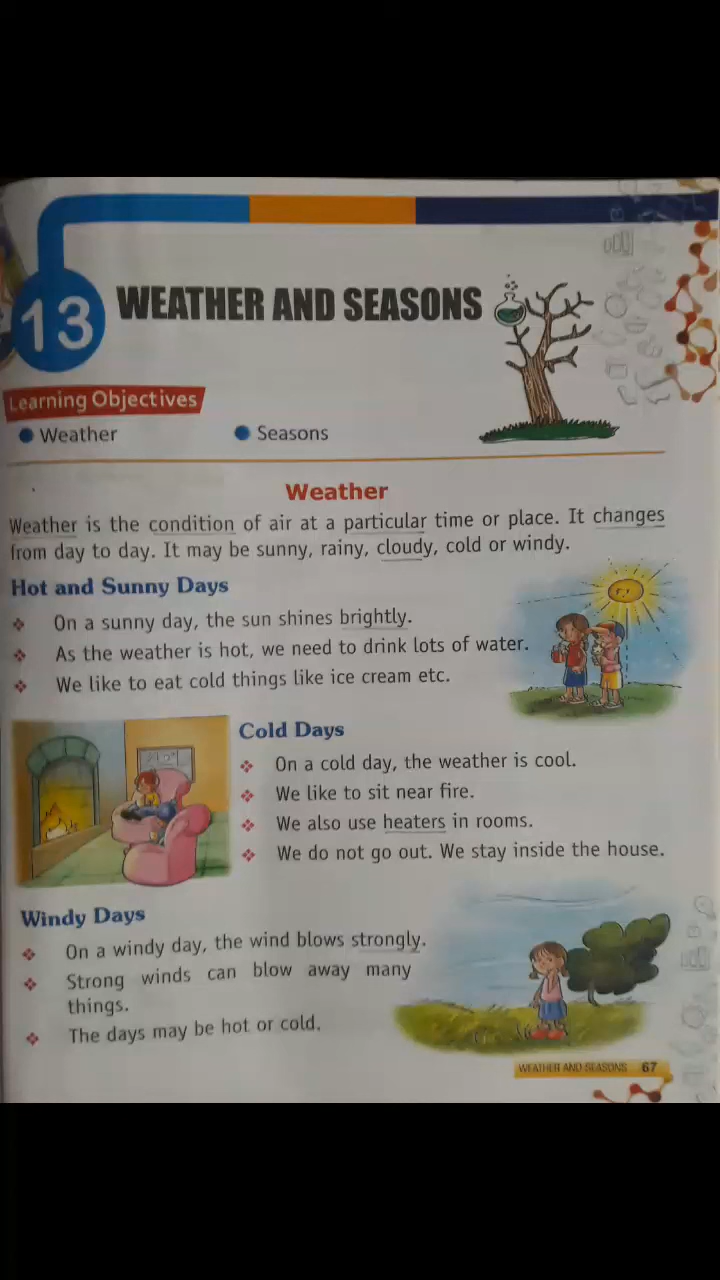 13
WEATHER AND SEASONS
Learning Objectives
Weather
Seasons
Weather
Weather is the condition of air at a particular time or place. It changes
from day to day. It may be sunny, rainy, cloudy, cold or windy.
Hot and Sunny Days
On a sunny day, the sun shines brightly.
As the weather is hot, we need to drink lots of water.
We like to eat cold things like ice cream etc.
Cold Days
On a cold day, the weather is cool.
We like to sit near fire.
We also use heaters in rooms.
We do not go out. We stay inside the house.
Windy Days
On a windy day, the wind blows strongly.
Strong winds can blow away many
things.
The days may be hot or cold.
WEATHER AND SEASONS 67